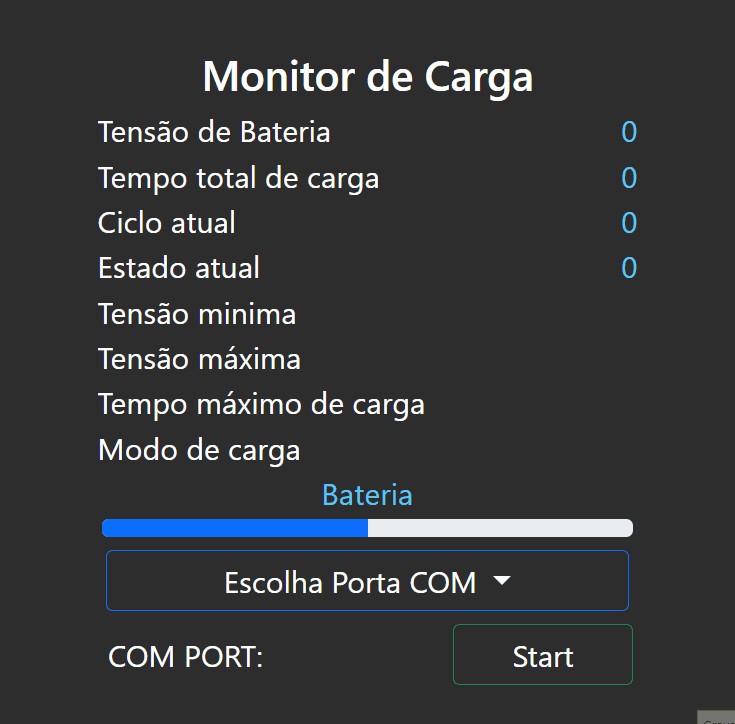 Monitor de Carga
Tensão de Bateria 0
Tempo total de carga 0
Ciclo atual 0
Estado atual 0
Tensão minima
Tensão máxima
Tempo máximo de carga
Modo de carga
Bateria
Escolha Porta COM
COM PORT: Start